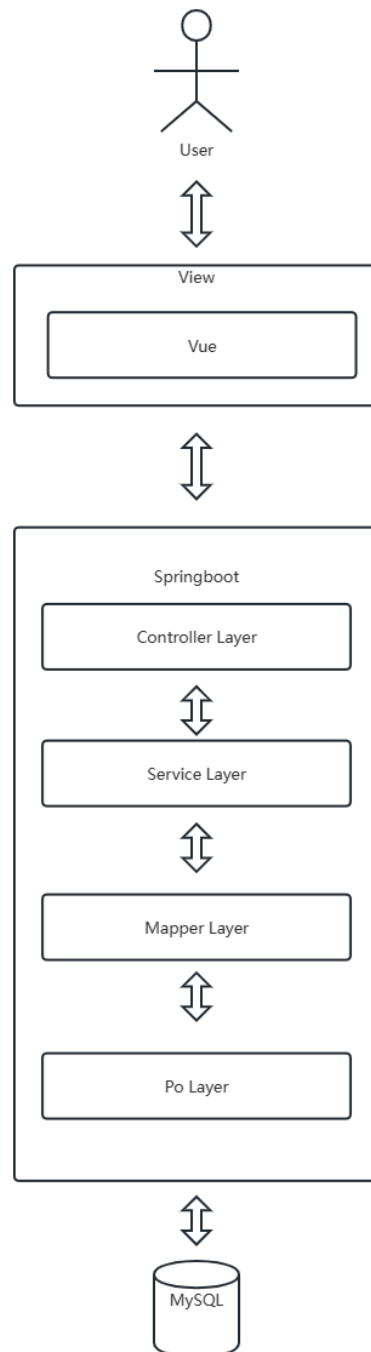 User
View
Vue
Springboot
Controller Layer
Service Layer
Mapper Layer
Po Layer
MySQL